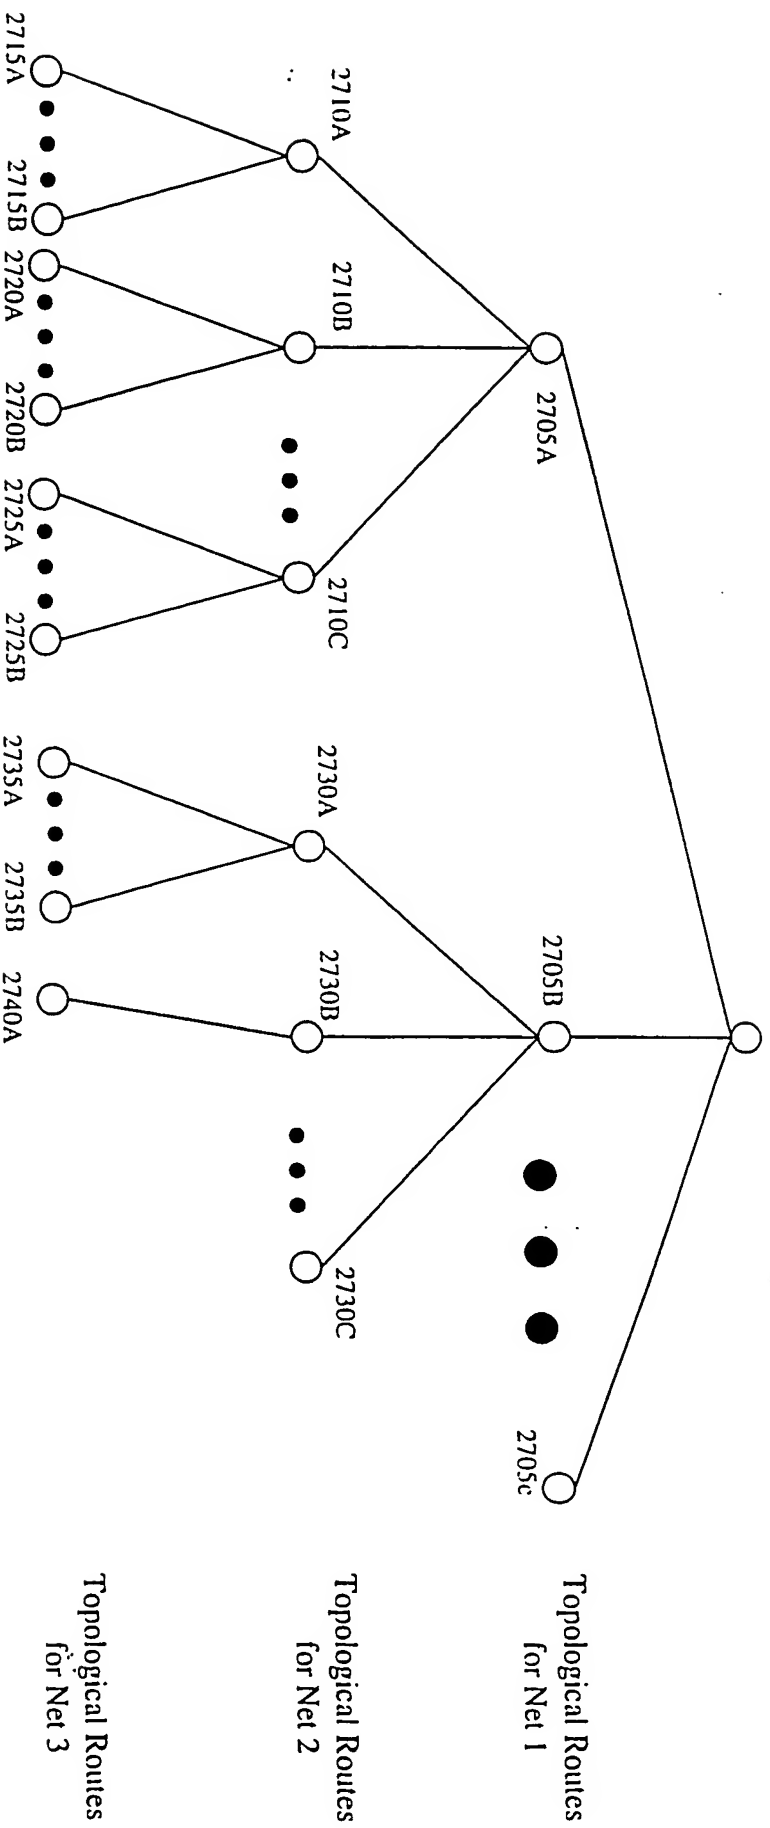 2705A
2705B
2705c
Topological Routes
for Net 1
2710A
2710B
2710C
2730A
2730B
2730C
Topological Routes
for Net 2
2715A
2715B
2720A
2720B
2725A
2725B
2735A
2735B
2740A
Topological Routes
for Net 3